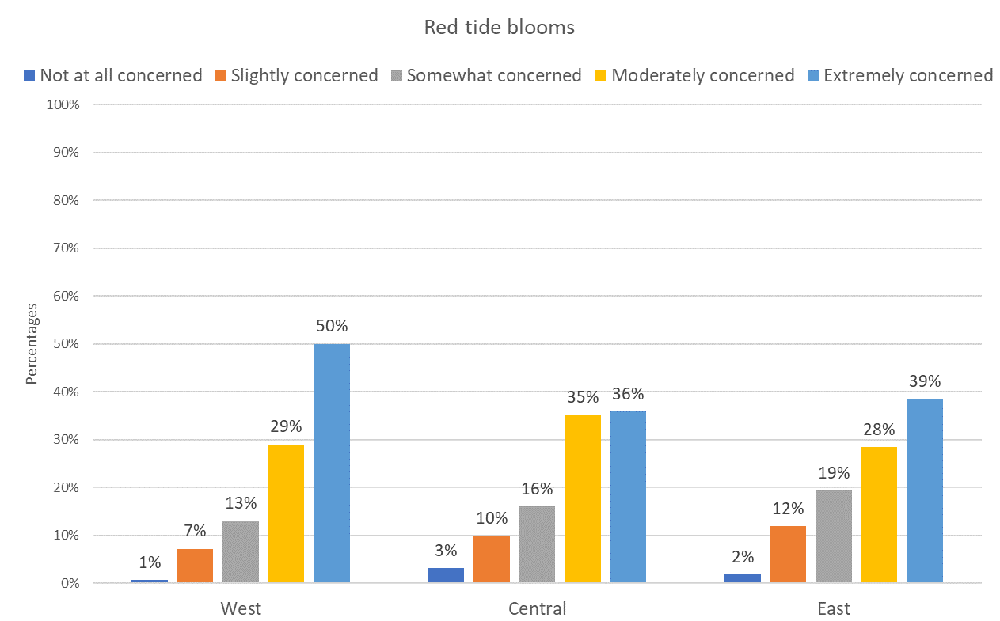 Red tide blooms
Not at all concerned Slightly concerned Somewhat concerned Moderately concerned Extremely concerned
100%
90%
80%
70%
60%
50%
40%
30%
20%
10%
0%
Percentages
1% 7% 13% 29% 50%
3% 10% 16% 35% 36%
2% 12% 19% 28% 39%
West Central East